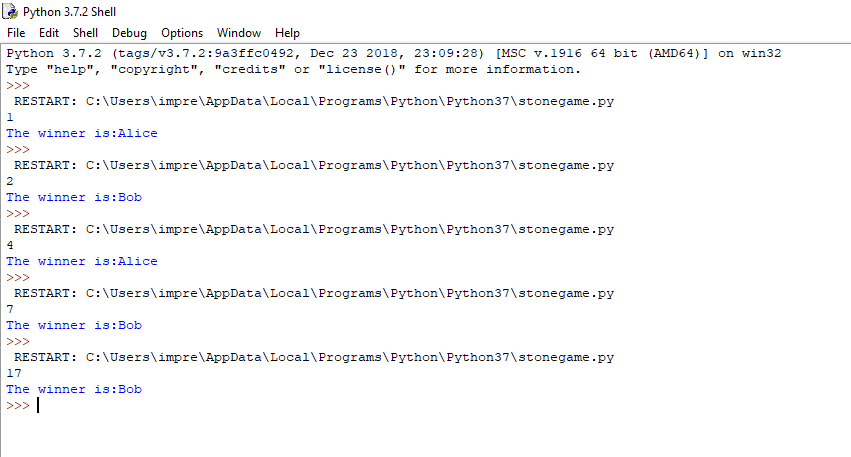 Python 3.7.2 Shell
File Edit Shell Debug Options Window Help
Python 3.7.2 (tags/v3.7.2:9a3ffc0492, Dec 23 2018, 23:09:28) [MSC v.1916 64 bit (AMD64)] on win32
Type "help", "copyright", "credits" or "license()" for more information.
>>>
 RESTART: C:\Users\impre\AppData\Local\Programs\Python\Python37\stonegame.py
1
The winner is:Alice
>>>
 RESTART: C:\Users\impre\AppData\Local\Programs\Python\Python37\stonegame.py
2
The winner is:Bob
>>>
 RESTART: C:\Users\impre\AppData\Local\Programs\Python\Python37\stonegame.py
4
The winner is:Alice
>>>
 RESTART: C:\Users\impre\AppData\Local\Programs\Python\Python37\stonegame.py
7
The winner is:Bob
>>>
 RESTART: C:\Users\impre\AppData\Local\Programs\Python\Python37\stonegame.py
17
The winner is:Bob
>>>